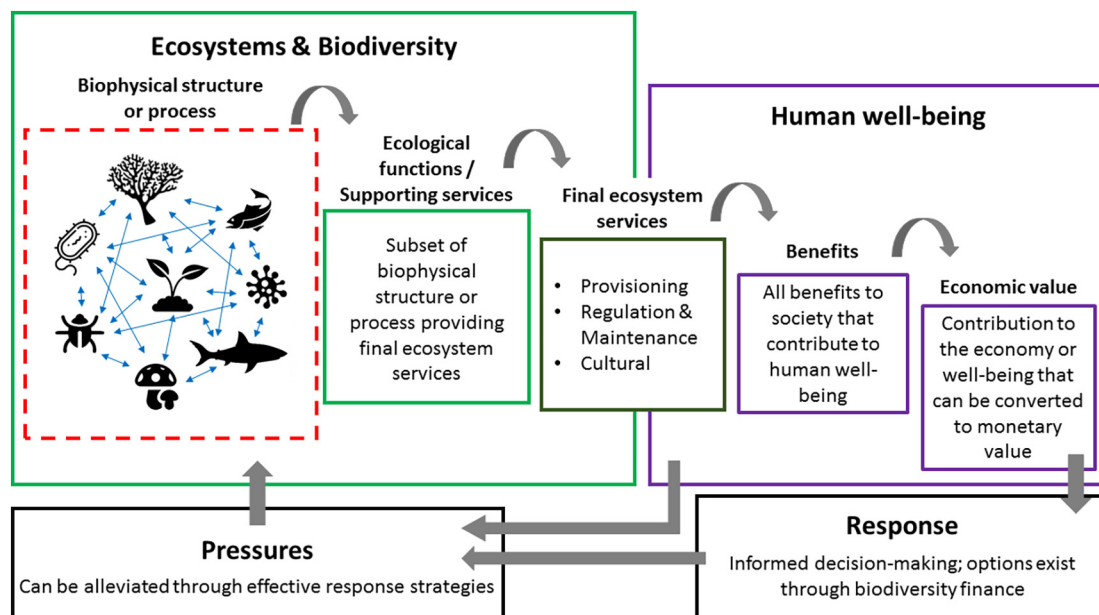 Ecosystems & Biodiversity
Biophysical structure
or process
Ecological
functions /
Supporting services
Subset of
biophysical
structure or
process providing
final ecosystem
services
Final ecosystem
services
• Provisioning
• Regulation &
Maintenance
• Cultural
Human well-being
Benefits
All benefits to
society that
contribute to
human well-
being
Economic value
Contribution to
the economy or
well-being that
can be converted
to monetary
value
Pressures
Can be alleviated through effective response strategies
Response
Informed decision-making; options exist
through biodiversity finance